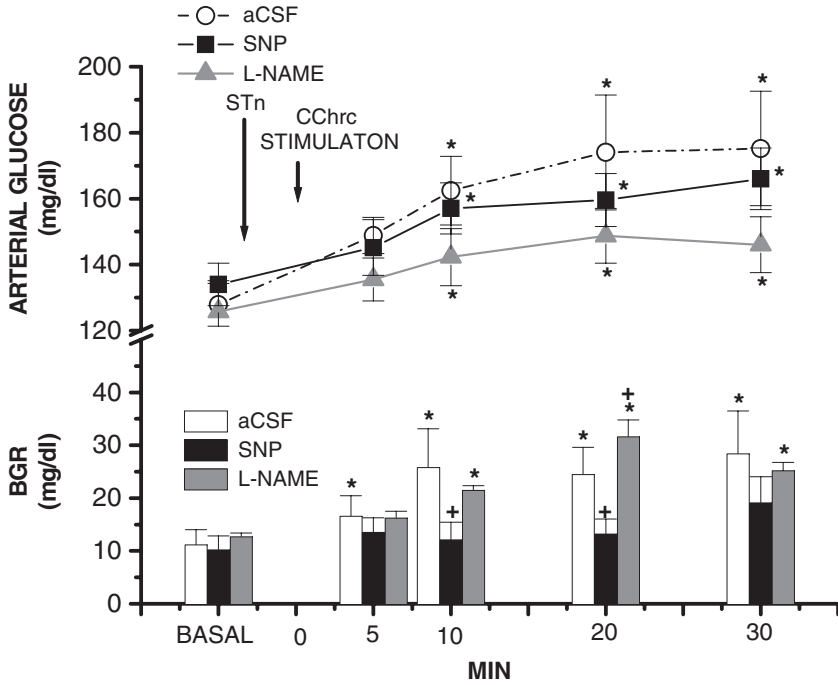 aCSF
SNP
L-NAME
STn
CChrc
STIMULATON
200
180
160
140
120
ARTERIAL GLUCOSE
(mg/dl)
* * *
* * *
* * *
aCSF
SNP
L-NAME
40
30
20
10
0
BGR
(mg/dl)
* * + * * + + * * *
BASAL 0 5 10 20 30
MIN